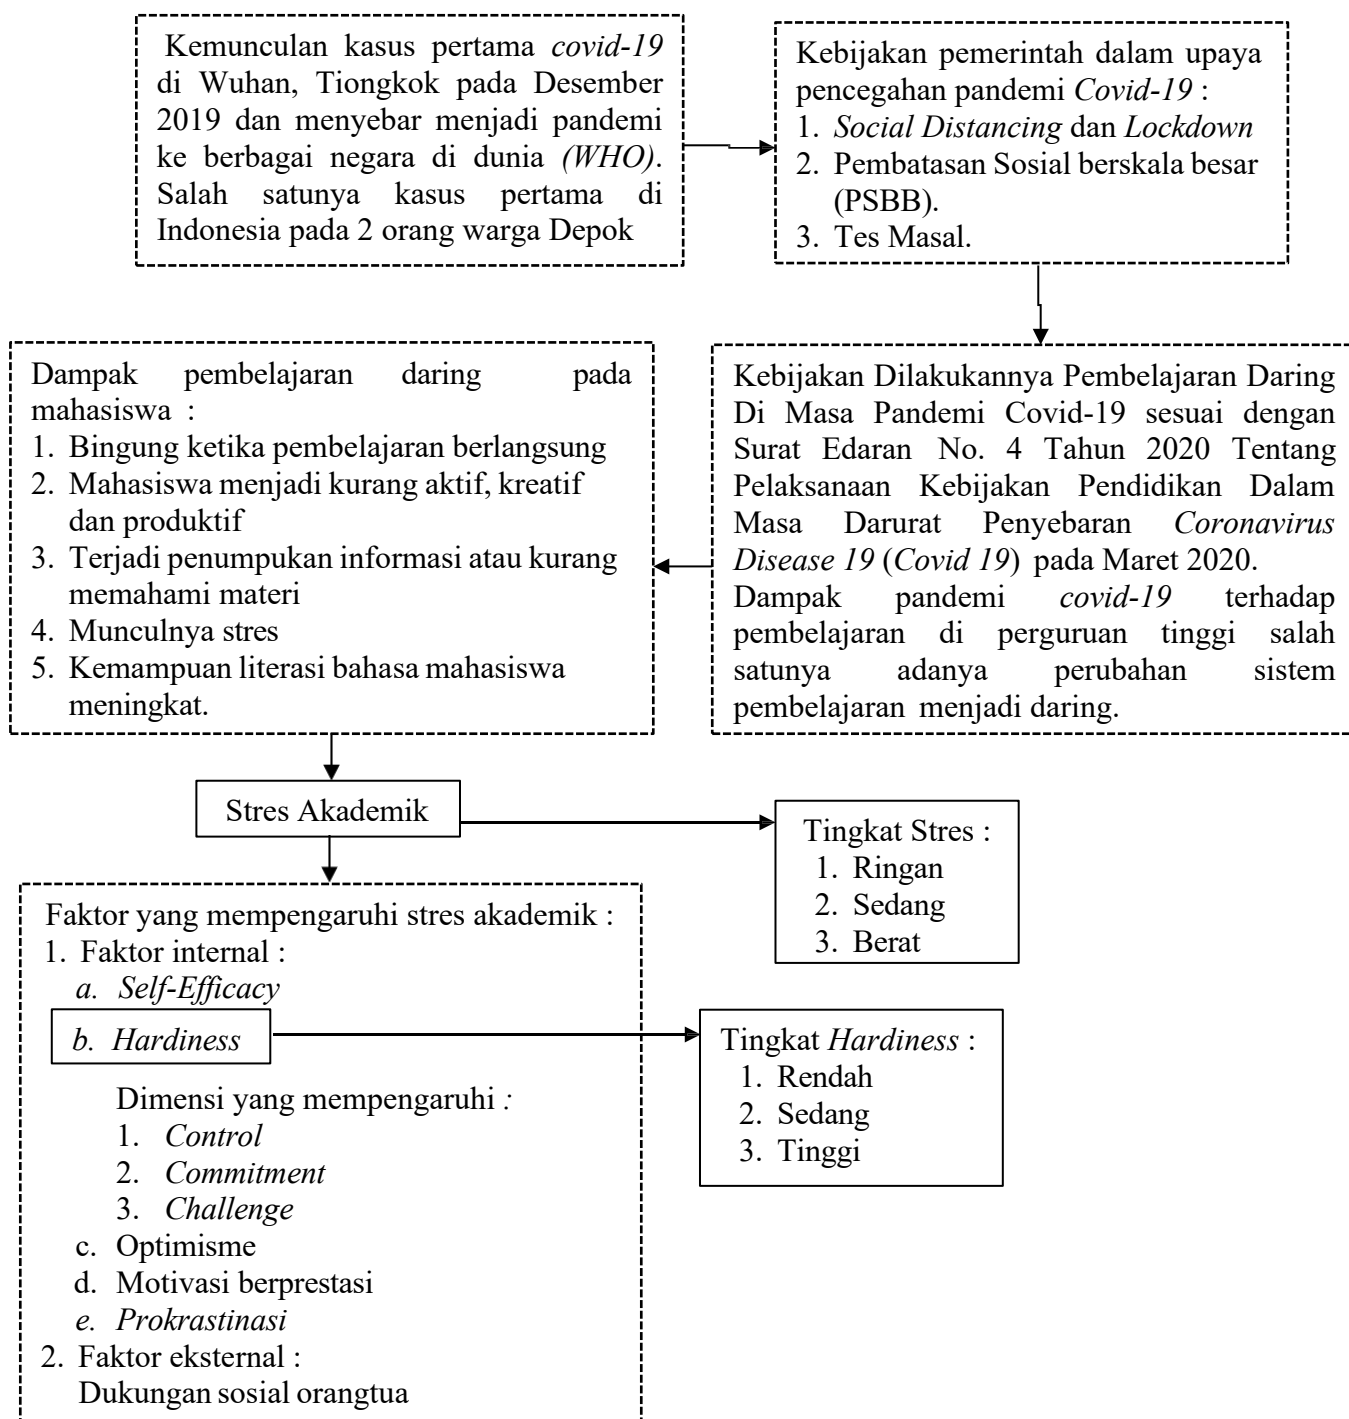 Kemunculan kasus pertama covid-19
di Wuhan, Tiongkok pada Desember
2019 dan menyebar menjadi pandemi
ke berbagai negara di dunia (WHO).
Salah satunya kasus pertama di
Indonesia pada 2 orang warga Depok
Kebijakan pemerintah dalam upaya
pencegahan pandemi Covid-19 :
1. Social Distancing dan Lockdown
2. Pembatasan Sosial berskala besar
(PSBB).
3. Tes Masal.
Kebijakan Dilakukannya Pembelajaran Daring
Di Masa Pandemi Covid-19 sesuai dengan
Surat Edaran No. 4 Tahun 2020 Tentang
Pelaksanaan Kebijakan Pendidikan Dalam
Masa Darurat Penyebaran Coronavirus
Disease 19 (Covid 19) pada Maret 2020.
Dampak pandemi covid-19 terhadap
pembelajaran di perguruan tinggi salah
satunya adanya perubahan sistem
pembelajaran menjadi daring.
Dampak pembelajaran daring pada
mahasiswa :
1. Bingung ketika pembelajaran berlangsung
2. Mahasiswa menjadi kurang aktif, kreatif
dan produktif
3. Terjadi penumpukan informasi atau kurang
memahami materi
4. Munculnya stres
5. Kemampuan literasi bahasa mahasiswa
meningkat.
Stres Akademik
Tingkat Stres :
1. Ringan
2. Sedang
3. Berat
Faktor yang mempengaruhi stres akademik :
1. Faktor internal :
a. Self-Efficacy
b. Hardiness
Tingkat Hardiness :
1. Rendah
2. Sedang
3. Tinggi
Dimensi yang mempengaruhi :
1. Control
2. Commitment
3. Challenge
c. Optimisme
d. Motivasi berprestasi
e. Prokrastinasi
2. Faktor eksternal :
Dukungan sosial orangtua